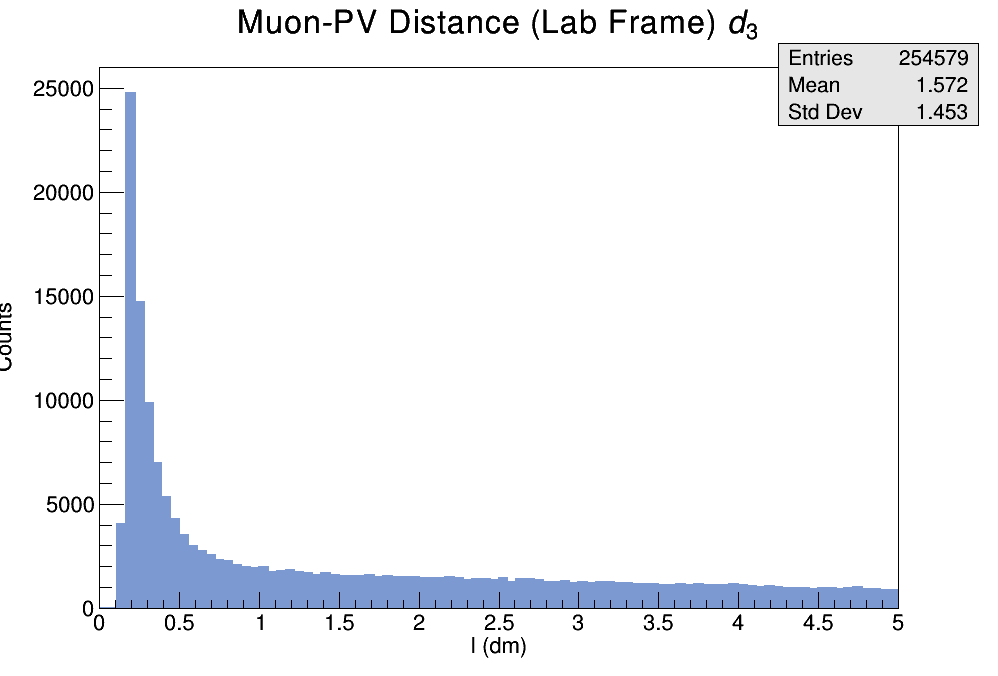 Muon-PV Distance (Lab Frame) d3
Entries 254579
Mean 1.572
Std Dev 1.453
25000
20000
15000
10000
5000
0
Counts
0 0.5 1 1.5 2 2.5 3 3.5 4 4.5 5
l (dm)